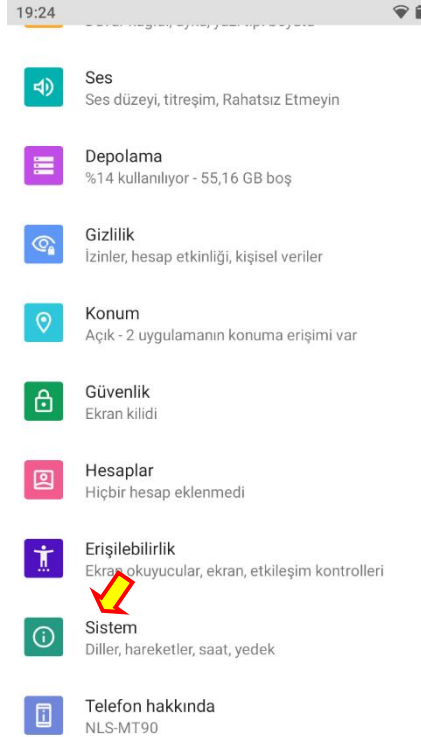 19:24
Ses
Ses düzeyi, titreşim, Rahatsız Etmeyin
Depolama
%14 kullanılıyor - 55,16 GB boş
Gizlilik
İzinler, hesap etkinliği, kişisel veriler
Konum
Açık - 2 uygulamanın konuma erişimi var
Güvenlik
Ekran kilidi
Hesaplar
Hiçbir hesap eklenmedi
Erişilebilirlik
Ekran okuyucular, ekran, etkileşim kontrolleri
Sistem
Diller, hareketler, saat, yedek
Telefon hakkında
NLS-MT90